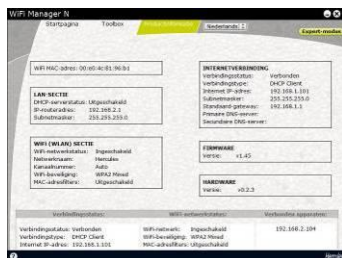 WiFi Manager N
Startpagina Toolbox Nederlands
Expert-modus
WiFi MAC-adres: 00:e0:4c:81:96:b1
LAN-SECTIE
DHCP-serverstatus: Uitgeschakeld
IP-routeradres: 192.168.2.1
Subnetmasker: 255.255.255.0
WIFI (WLAN) SECTIE
WiFi-netwerkstatus: Ingeschakeld
Netwerknaam: Hercules
Kanaalnummer: Auto
WiFi-beveiliging: WPA2 Mixed
MAC-adresfilters: Uitgeschakeld
INTERNETVERBINDING
Verbindingsstatus: Verbonden
Verbindingstype: DHCP Client
Internet IP-adres: 192.168.1.101
Subnetmasker: 255.255.255.0
Standaard-gateway: 192.168.1.1
Primaire DNS-server:
Secundaire DNS-server:
FIRMWARE
Versie: v1.45
HARDWARE
Versie: v0.2.3
Verbindingsstatus: WiFi-netwerkstatus: Verbonden apparaten:
Verbindingsstatus: Verbonden
Verbindingstype: DHCP Client
Internet IP-adres: 192.168.1.101
WiFi-netwerk: Ingeschakeld
WiFi-beveiliging: WPA2 Mixed
MAC-adresfilters: Uitgeschakeld
192.168.2.104